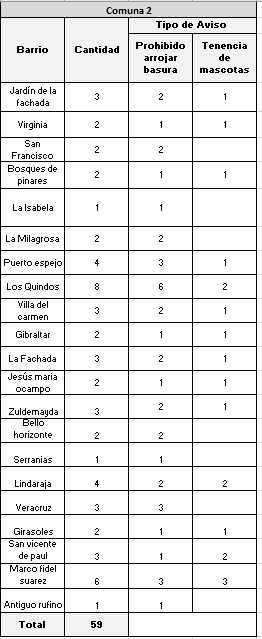 Comuna 2
Barrio Cantidad Tipo de Aviso
Prohibido arrojar basura Tenencia de mascotas
Jardín de la fachada 3 2 1
Virginia 2 1 1
San Francisco 2 2
Bosques de pinares 2 1 1
La Isabela 1 1
La Milagrosa 2 2
Puerto espejo 4 3 1
Los Quindos 8 6 2
Villa del carmen 3 2 1
Gibraltar 2 1 1
La Fachada 3 2 1
Jesús maria ocampo 2 1 1
Zuldemayda 3 2 1
Bello horizonte 2 2
Serranias 1 1
Lindaraja 4 2 2
Veracruz 3 3
Girasoles 2 1 1
San vicente de paul 3 1 2
Marco fidel suarez 6 3 3
Antiguo rufino 1 1
Total 59